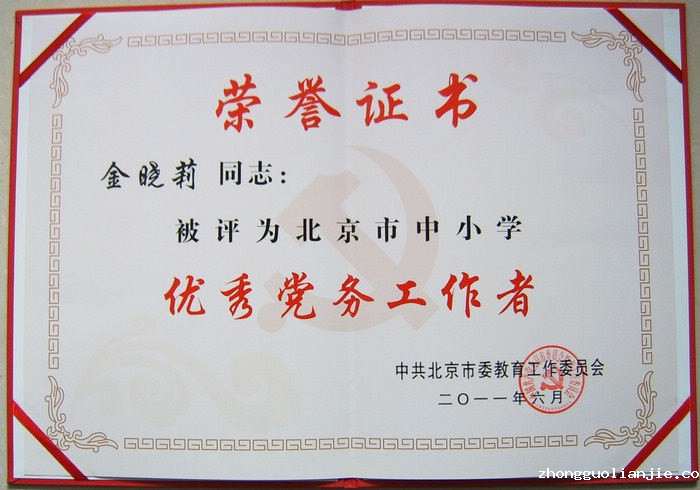 荣誉证书
金晓莉 同志:
被评为北京市中小学
优秀党务工作者
中共北京市委教育工作委员会
二〇一一年六月
zhongguolianjie.co